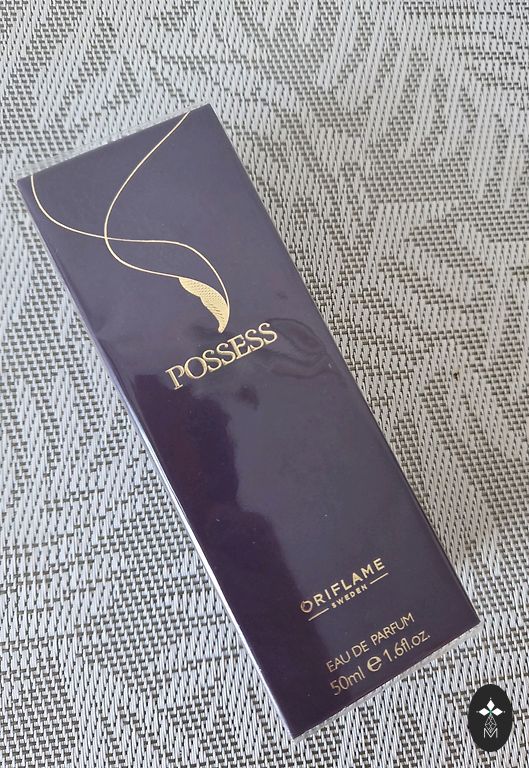 POSSESS
ORIFLAME
SWEDEN
EAU DE PARFUM
50ml ℮ 1.6fl.oz.